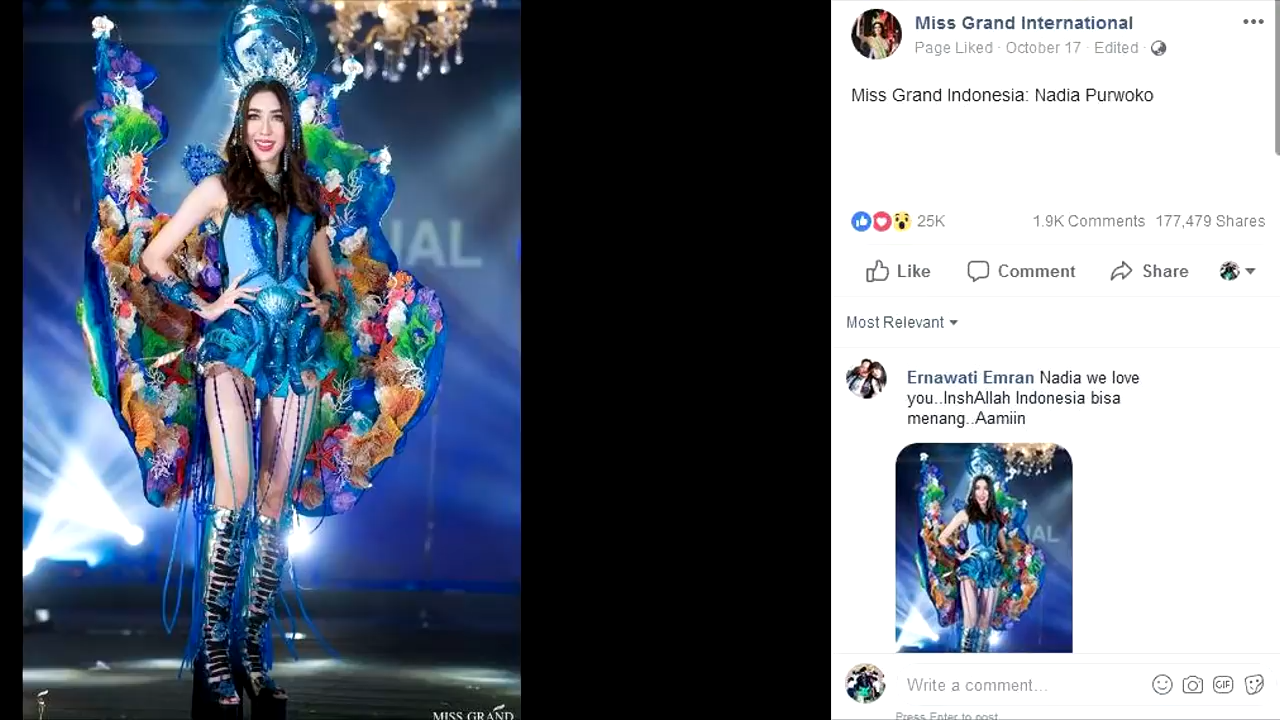 NAL
MISS GRAND
Miss Grand International
Page Liked · October 17 · Edited ·
Miss Grand Indonesia: Nadia Purwoko
25K
1.9K Comments 177,479 Shares
Like Comment Share
Most Relevant
Ernawati Emran Nadia we love
you..InshAllah Indonesia bisa
menang..Aamiin
Write a comment...
GIF
Press Enter to post.